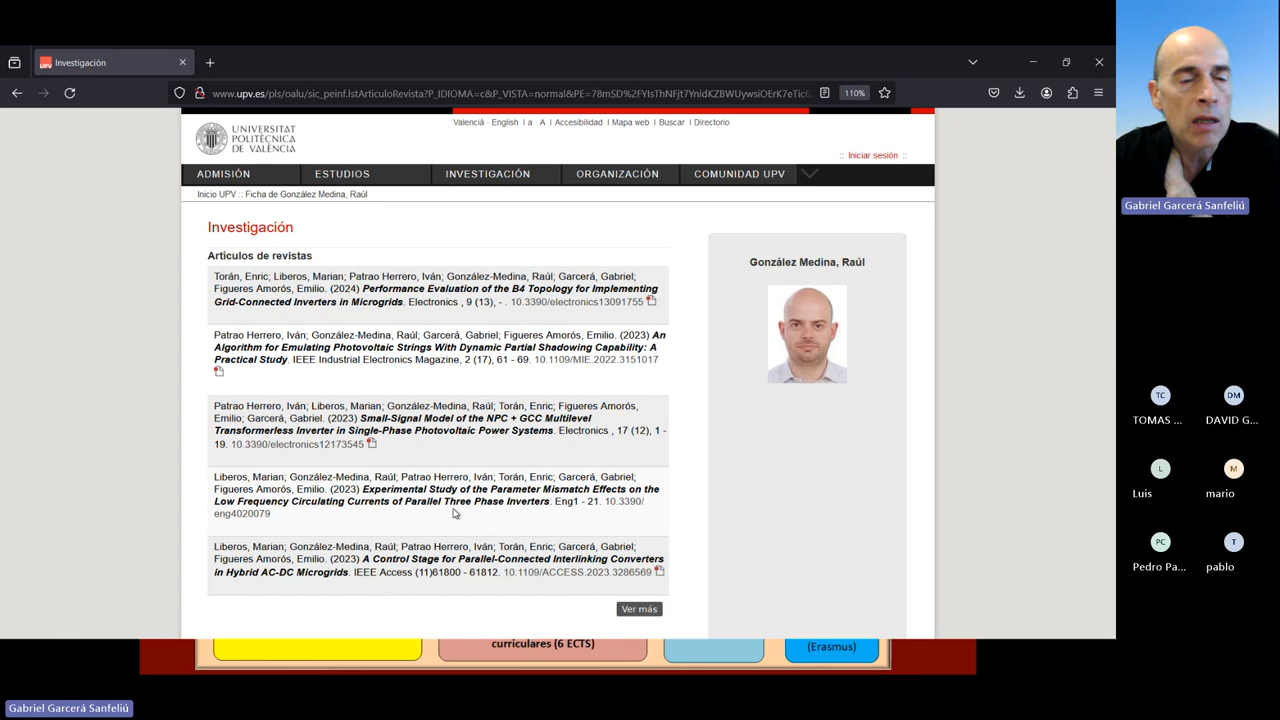 Investigación
www.upv.es/pls/oalu/sic_peinf.lstArticuloRevista?P_IDIOMA=c&P_VISTA=normal&PE=
110%
UNIVERSITAT
POLITÈCNICA
DE VALÈNCIA
Valencià · English | a · A | Accesibilidad | Mapa web | Buscar | Directorio
:: Iniciar sesión ::
ADMISIÓN ESTUDIOS INVESTIGACIÓN ORGANIZACIÓN COMUNIDAD UPV
Inicio UPV :: Ficha de González Medina, Raúl
Investigación
Artículos de revistas
Torán, Enric; Liberos, Marian; Patrao Herrero, Iván; González-Medina, Raúl; Garcerá, Gabriel;
Figueres Amorós, Emilio. (2024) Performance Evaluation of the B4 Topology for Implementing
Grid-Connected Inverters in Microgrids. Electronics , 9 (13), - . 10.3390/electronics13091755
Patrao Herrero, Iván; González-Medina, Raúl; Garcerá, Gabriel; Figueres Amorós, Emilio. (2023) An
Algorithm for Emulating Photovoltaic Strings With Dynamic Partial Shadowing Capability: A
Practical Study. IEEE Industrial Electronics Magazine, 2 (17), 61 - 69. 10.1109/MIE.2022.3151017
Patrao Herrero, Iván; Liberos, Marian; González-Medina, Raúl; Torán, Enric; Figueres Amorós,
Emilio; Garcerá, Gabriel. (2023) Small-Signal Model of the NPC + GCC Multilevel
Transformerless Inverter in Single-Phase Photovoltaic Power Systems. Electronics , 17 (12), 1 -
19. 10.3390/electronics12173545
Liberos, Marian; González-Medina, Raúl; Patrao Herrero, Iván; Torán, Enric; Garcerá, Gabriel;
Figueres Amorós, Emilio. (2023) Experimental Study of the Parameter Mismatch Effects on the
Low Frequency Circulating Currents of Parallel Three Phase Inverters. Eng1 - 21. 10.3390/
eng4020079
Liberos, Marian; González-Medina, Raúl; Patrao Herrero, Iván; Torán, Enric; Garcerá, Gabriel;
Figueres Amorós, Emilio. (2023) A Control Stage for Parallel-Connected Interlinking Converters
in Hybrid AC-DC Microgrids. IEEE Access (11)61800 - 61812. 10.1109/ACCESS.2023.3286569
Ver más
González Medina, Raúl
curriculares (6 ECTS)
(Erasmus)
Gabriel Garcerá Sanfeliú
TC DM
TOMAS ... DAVID G...
L M
Luis mario
PC T
Pedro Pa... pablo
Gabriel Garcerá Sanfeliú